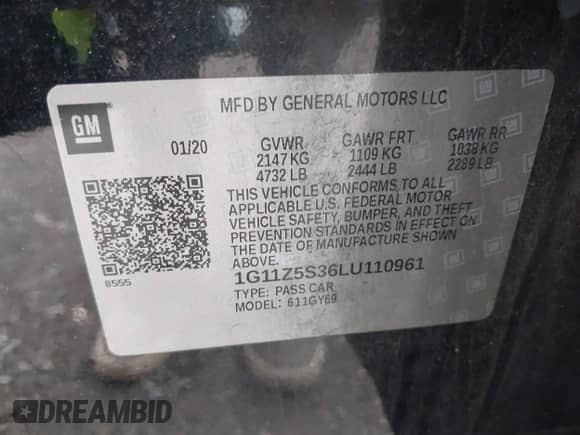 MFD BY GENERAL MOTORS LLC
GM
01/20 GVWR GAWR FRT GAWR RR
2147 KG 1109 KG 1038 KG
4732 LB 2444 LB 2289 LB
THIS VEHICLE CONFORMS TO ALL
APPLICABLE U.S. FEDERAL MOTOR
VEHICLE SAFETY, BUMPER, AND THEFT
PREVENTION STANDARDS IN EFFECT ON
THE DATE OF MANUFACTURE SHOWN
ABOVE.
8555
1G11Z5S36LU110961
TYPE: PASS CAR
MODEL: 611GY69
DREAMBID